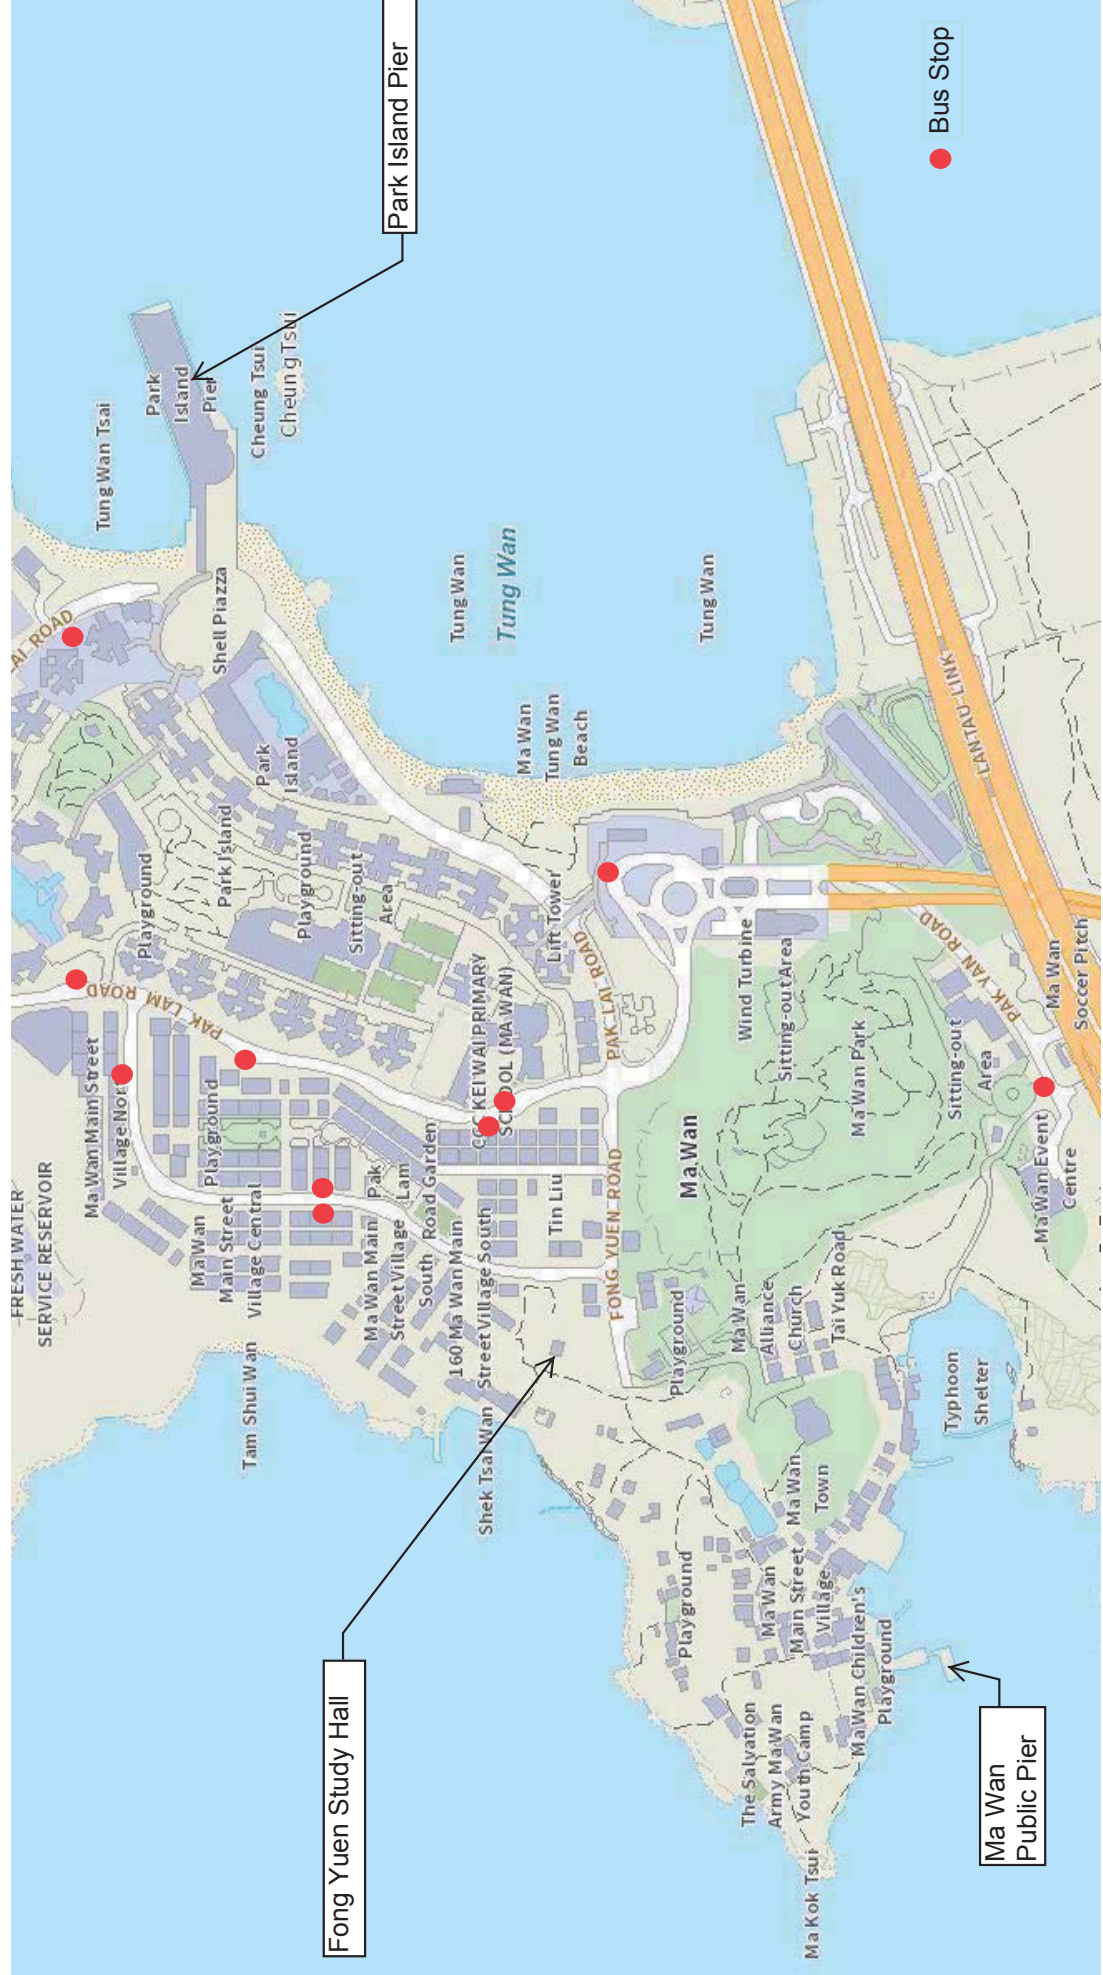 Park Island Pier
Bus Stop
Fong Yuen Study Hall
Ma Wan
Public Pier
FRESH WATER
SERVICE RESERVOIR
Ma Wan Main Street
Tung Wan Tsai
Park
Island
Pier
Cheung Tsui
Cheung Tsui
Shell Piazza
Park
Island
PAK LAM ROAD
Playground
Park Island
Playground
Sitting-out
Area
Playground
Ma Wan
Main Street
Village Central
Tam Shui Wan
Ma Wan Main
Street Village
South
Pak
Lam
Road Garden
160 Ma Wan Main
Street Village South
Shek Tsai Wan
KEI WAI PRIMARY
SCHOOL (MA WAN)
Tin Liu
Lift Tower
PAK LAI ROAD
FONG YUEN ROAD
Tung Wan
Tung Wan
Tung Wan
Ma Wan
Tung Wan
Beach
Ma Wan
Wind Turbine
Sitting-out Area
Ma Wan Park
Playground
Ma Wan
Alliance
Church
Tai Yuk Road
PAK YAN ROAD
LANTAU LINK
Ma Wan
Soccer Pitch
Sitting-out
Area
Ma Wan Event
Centre
Typhoon
Shelter
Ma Wan
Town
Playground
Ma Wan
Main Street
Village
Ma Wan Children's
Playground
The Salvation
Army Ma Wan
Youth Camp
Ma Kok Tsui